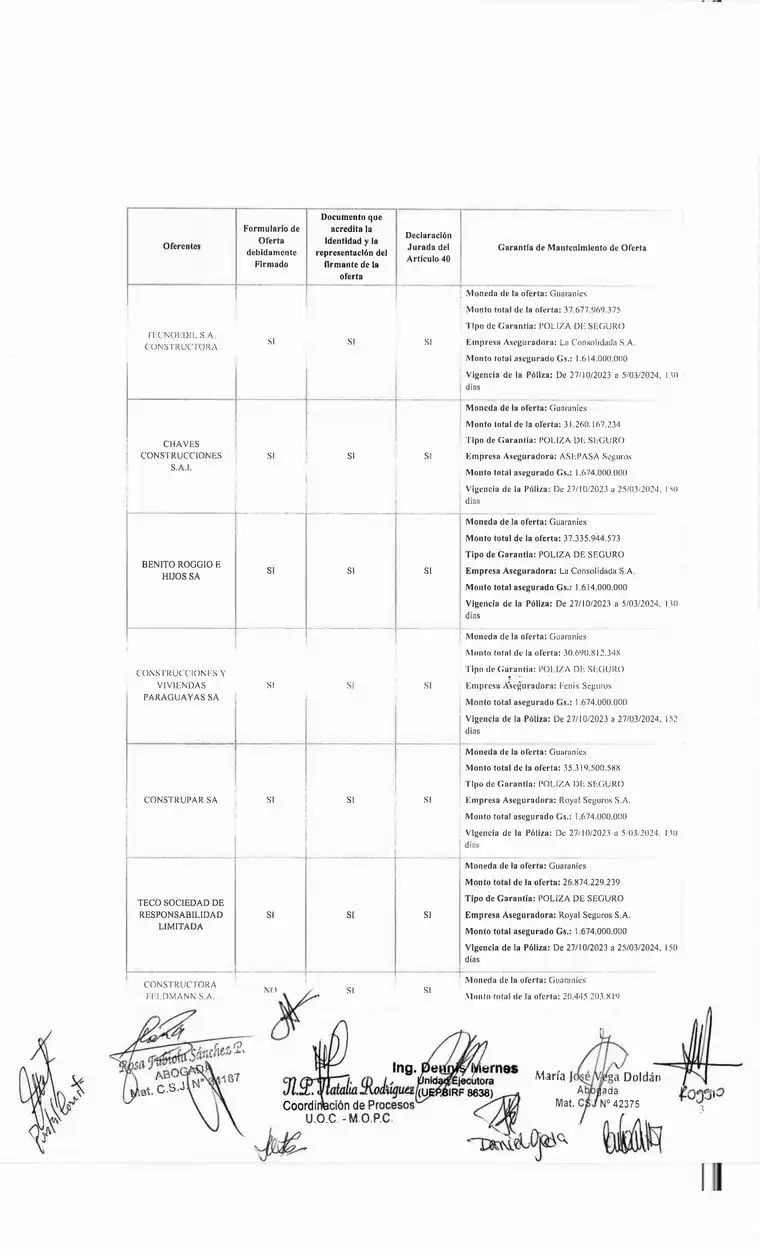 Oferentes
Formulario de
Oferta
debidamente
Firmado
Documento que
acredita la
Identidad y la
representación del
firmante de la
oferta
Declaración
Jurada del
Artículo 40
Garantía de Mantenimiento de Oferta
TECNOEDIL S.A.
CONSTRUCTORA
SI
SI
SI
Moneda de la oferta: Guaraníes
Monto total de la oferta: 37.677.969.375
Tipo de Garantía: POLIZA DE SEGURO
Empresa Aseguradora: La Consolidada S.A.
Monto total asegurado Gs.: 1.614.000.000
Vigencia de la Póliza: De 27/10/2023 a 5/03/2024, 130
días
CHAVES
CONSTRUCCIONES
S.A.I.
SI
SI
SI
Moneda de la oferta: Guaraníes
Monto total de la oferta: 31.260.167.234
Tipo de Garantía: POLIZA DE SEGURO
Empresa Aseguradora: ASEPASA Seguros
Monto total asegurado Gs.: 1.674.000.000
Vigencia de la Póliza: De 27/10/2023 a 25/03/2024, 150
días
BENITO ROGGIO E
HIJOS SA
SI
SI
SI
Moneda de la oferta: Guaraníes
Monto total de la oferta: 37.335.944.573
Tipo de Garantía: POLIZA DE SEGURO
Empresa Aseguradora: La Consolidada S.A.
Monto total asegurado Gs.: 1.614.000.000
Vigencia de la Póliza: De 27/10/2023 a 5/03/2024, 130
días
CONSTRUCCIONES Y
VIVIENDAS
PARAGUAYAS SA
SI
SI
SI
Moneda de la oferta: Guaraníes
Monto total de la oferta: 30.690.812.348
Tipo de Garantía: POLIZA DE SEGURO
Empresa Aseguradora: Fenix Seguros
Monto total asegurado Gs.: 1.674.000.000
Vigencia de la Póliza: De 27/10/2023 a 27/03/2024, 152
días
CONSTRUPAR SA
SI
SI
SI
Moneda de la oferta: Guaraníes
Monto total de la oferta: 35.319.500.588
Tipo de Garantía: POLIZA DE SEGURO
Empresa Aseguradora: Royal Seguros S.A.
Monto total asegurado Gs.: 1.674.000.000
Vigencia de la Póliza: De 27/10/2023 a 5/03/2024, 130
días
TECO SOCIEDAD DE
RESPONSABILIDAD
LIMITADA
SI
SI
SI
Moneda de la oferta: Guaraníes
Monto total de la oferta: 26.874.229.239
Tipo de Garantía: POLIZA DE SEGURO
Empresa Aseguradora: Royal Seguros S.A.
Monto total asegurado Gs.: 1.674.000.000
Vigencia de la Póliza: De 27/10/2023 a 25/03/2024, 150
días
CONSTRUCTORA
FELDMANN S.A.
NO
SI
SI
Moneda de la oferta: Guaraníes
Monto total de la oferta: 20.445.203.819
Rosa Fabiola Sánchez P.
ABOGADA
Mat. C.S.J. N°
N.P. Natalia Rodríguez
Coordinación de Procesos
U.O.C. - M.O.P.C.
Ing. Dennys Mernes
Unidad Ejecutora
(UEPBIRF 8638)
María José Vega Doldán
Abogada
Mat. CSJ N° 42375
Roggio
3
Daniel Ojeda